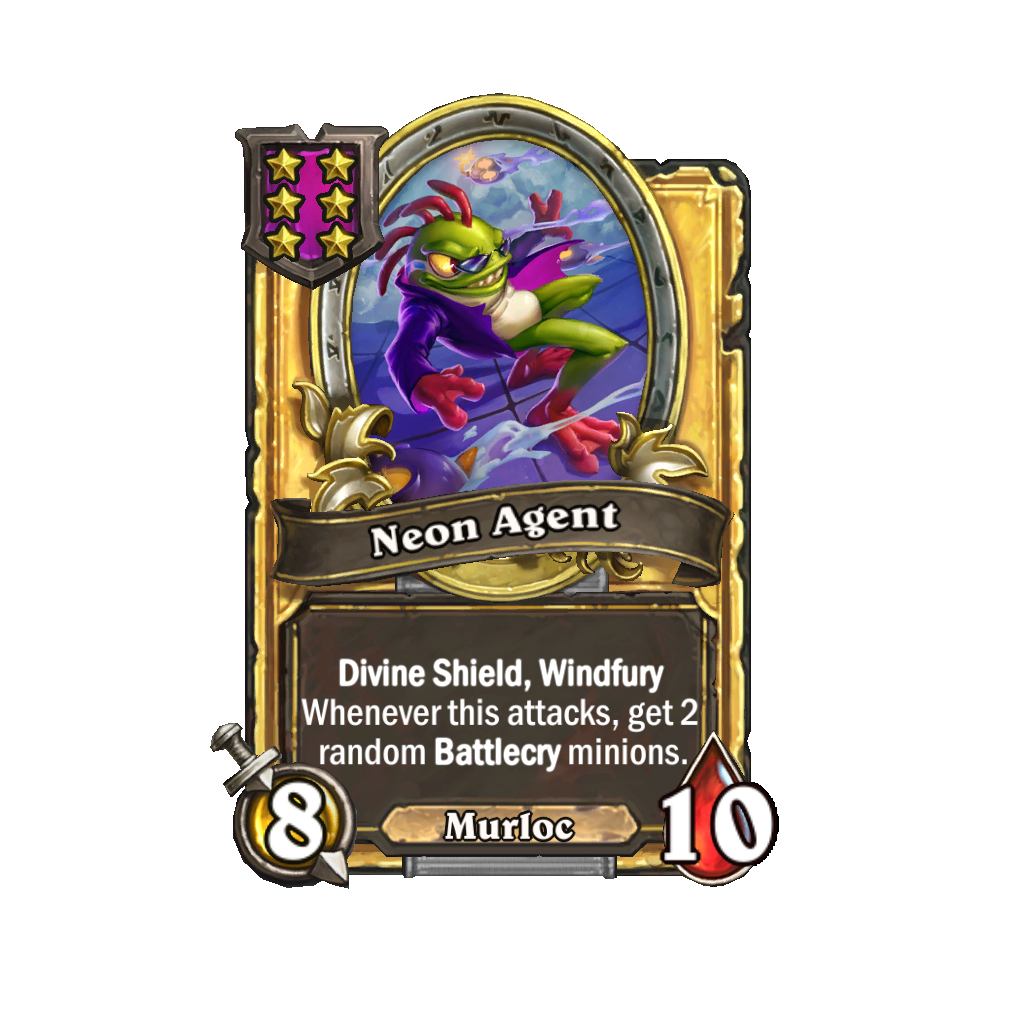 Neon Agent
Divine Shield, Windfury
Whenever this attacks, get 2
random Battlecry minions.
8
Murloc
10